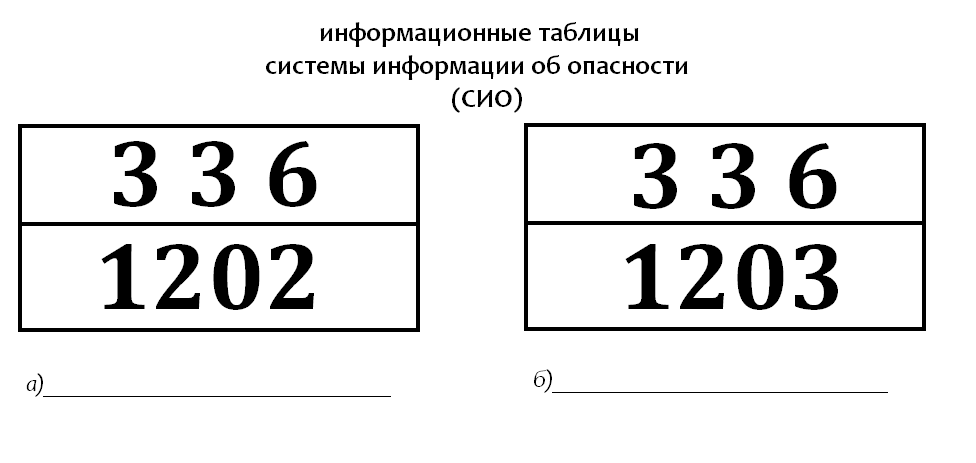 информационные таблицы
системы информации об опасности
(СИО)
3 3 6
1202
3 3 6
1203
а)
б)